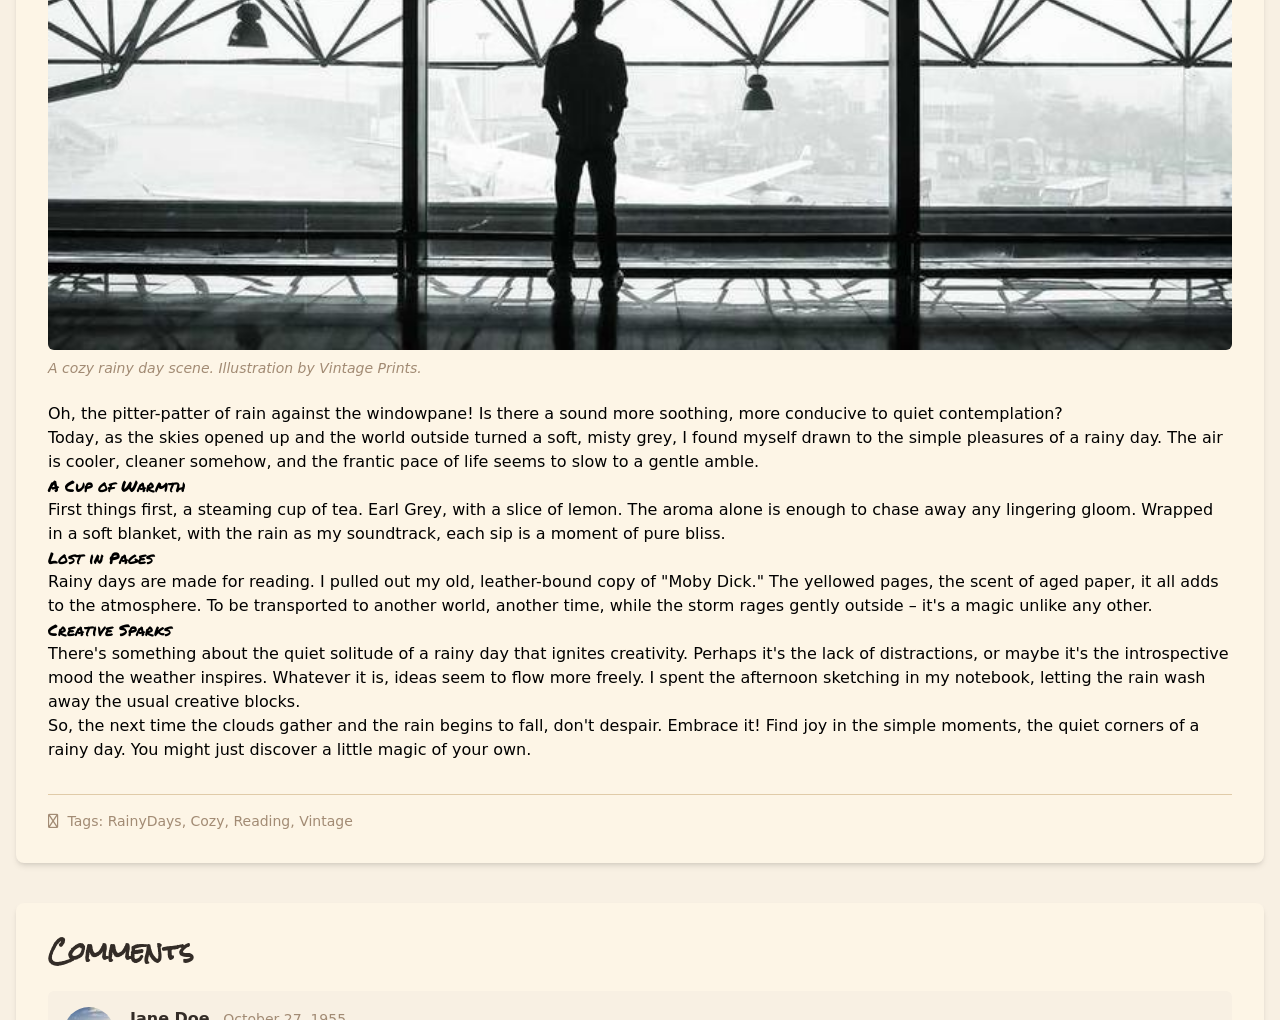 A cozy rainy day scene. Illustration by Vintage Prints.
Oh, the pitter-patter of rain against the windowpane! Is there a sound more soothing, more conducive to quiet contemplation?
Today, as the skies opened up and the world outside turned a soft, misty grey, I found myself drawn to the simple pleasures of a rainy day. The air
is cooler, cleaner somehow, and the frantic pace of life seems to slow to a gentle amble.
A Cup of Warmth
First things first, a steaming cup of tea. Earl Grey, with a slice of lemon. The aroma alone is enough to chase away any lingering gloom. Wrapped
in a soft blanket, with the rain as my soundtrack, each sip is a moment of pure bliss.
Lost in Pages
Rainy days are made for reading. I pulled out my old, leather-bound copy of "Moby Dick." The yellowed pages, the scent of aged paper, it all adds
to the atmosphere. To be transported to another world, another time, while the storm rages gently outside – it's a magic unlike any other.
Creative Sparks
There's something about the quiet solitude of a rainy day that ignites creativity. Perhaps it's the lack of distractions, or maybe it's the introspective
mood the weather inspires. Whatever it is, ideas seem to flow more freely. I spent the afternoon sketching in my notebook, letting the rain wash
away the usual creative blocks.
So, the next time the clouds gather and the rain begins to fall, don't despair. Embrace it! Find joy in the simple moments, the quiet corners of a
rainy day. You might just discover a little magic of your own.
Tags: RainyDays, Cozy, Reading, Vintage
Comments
Jane Doe October 27, 1955